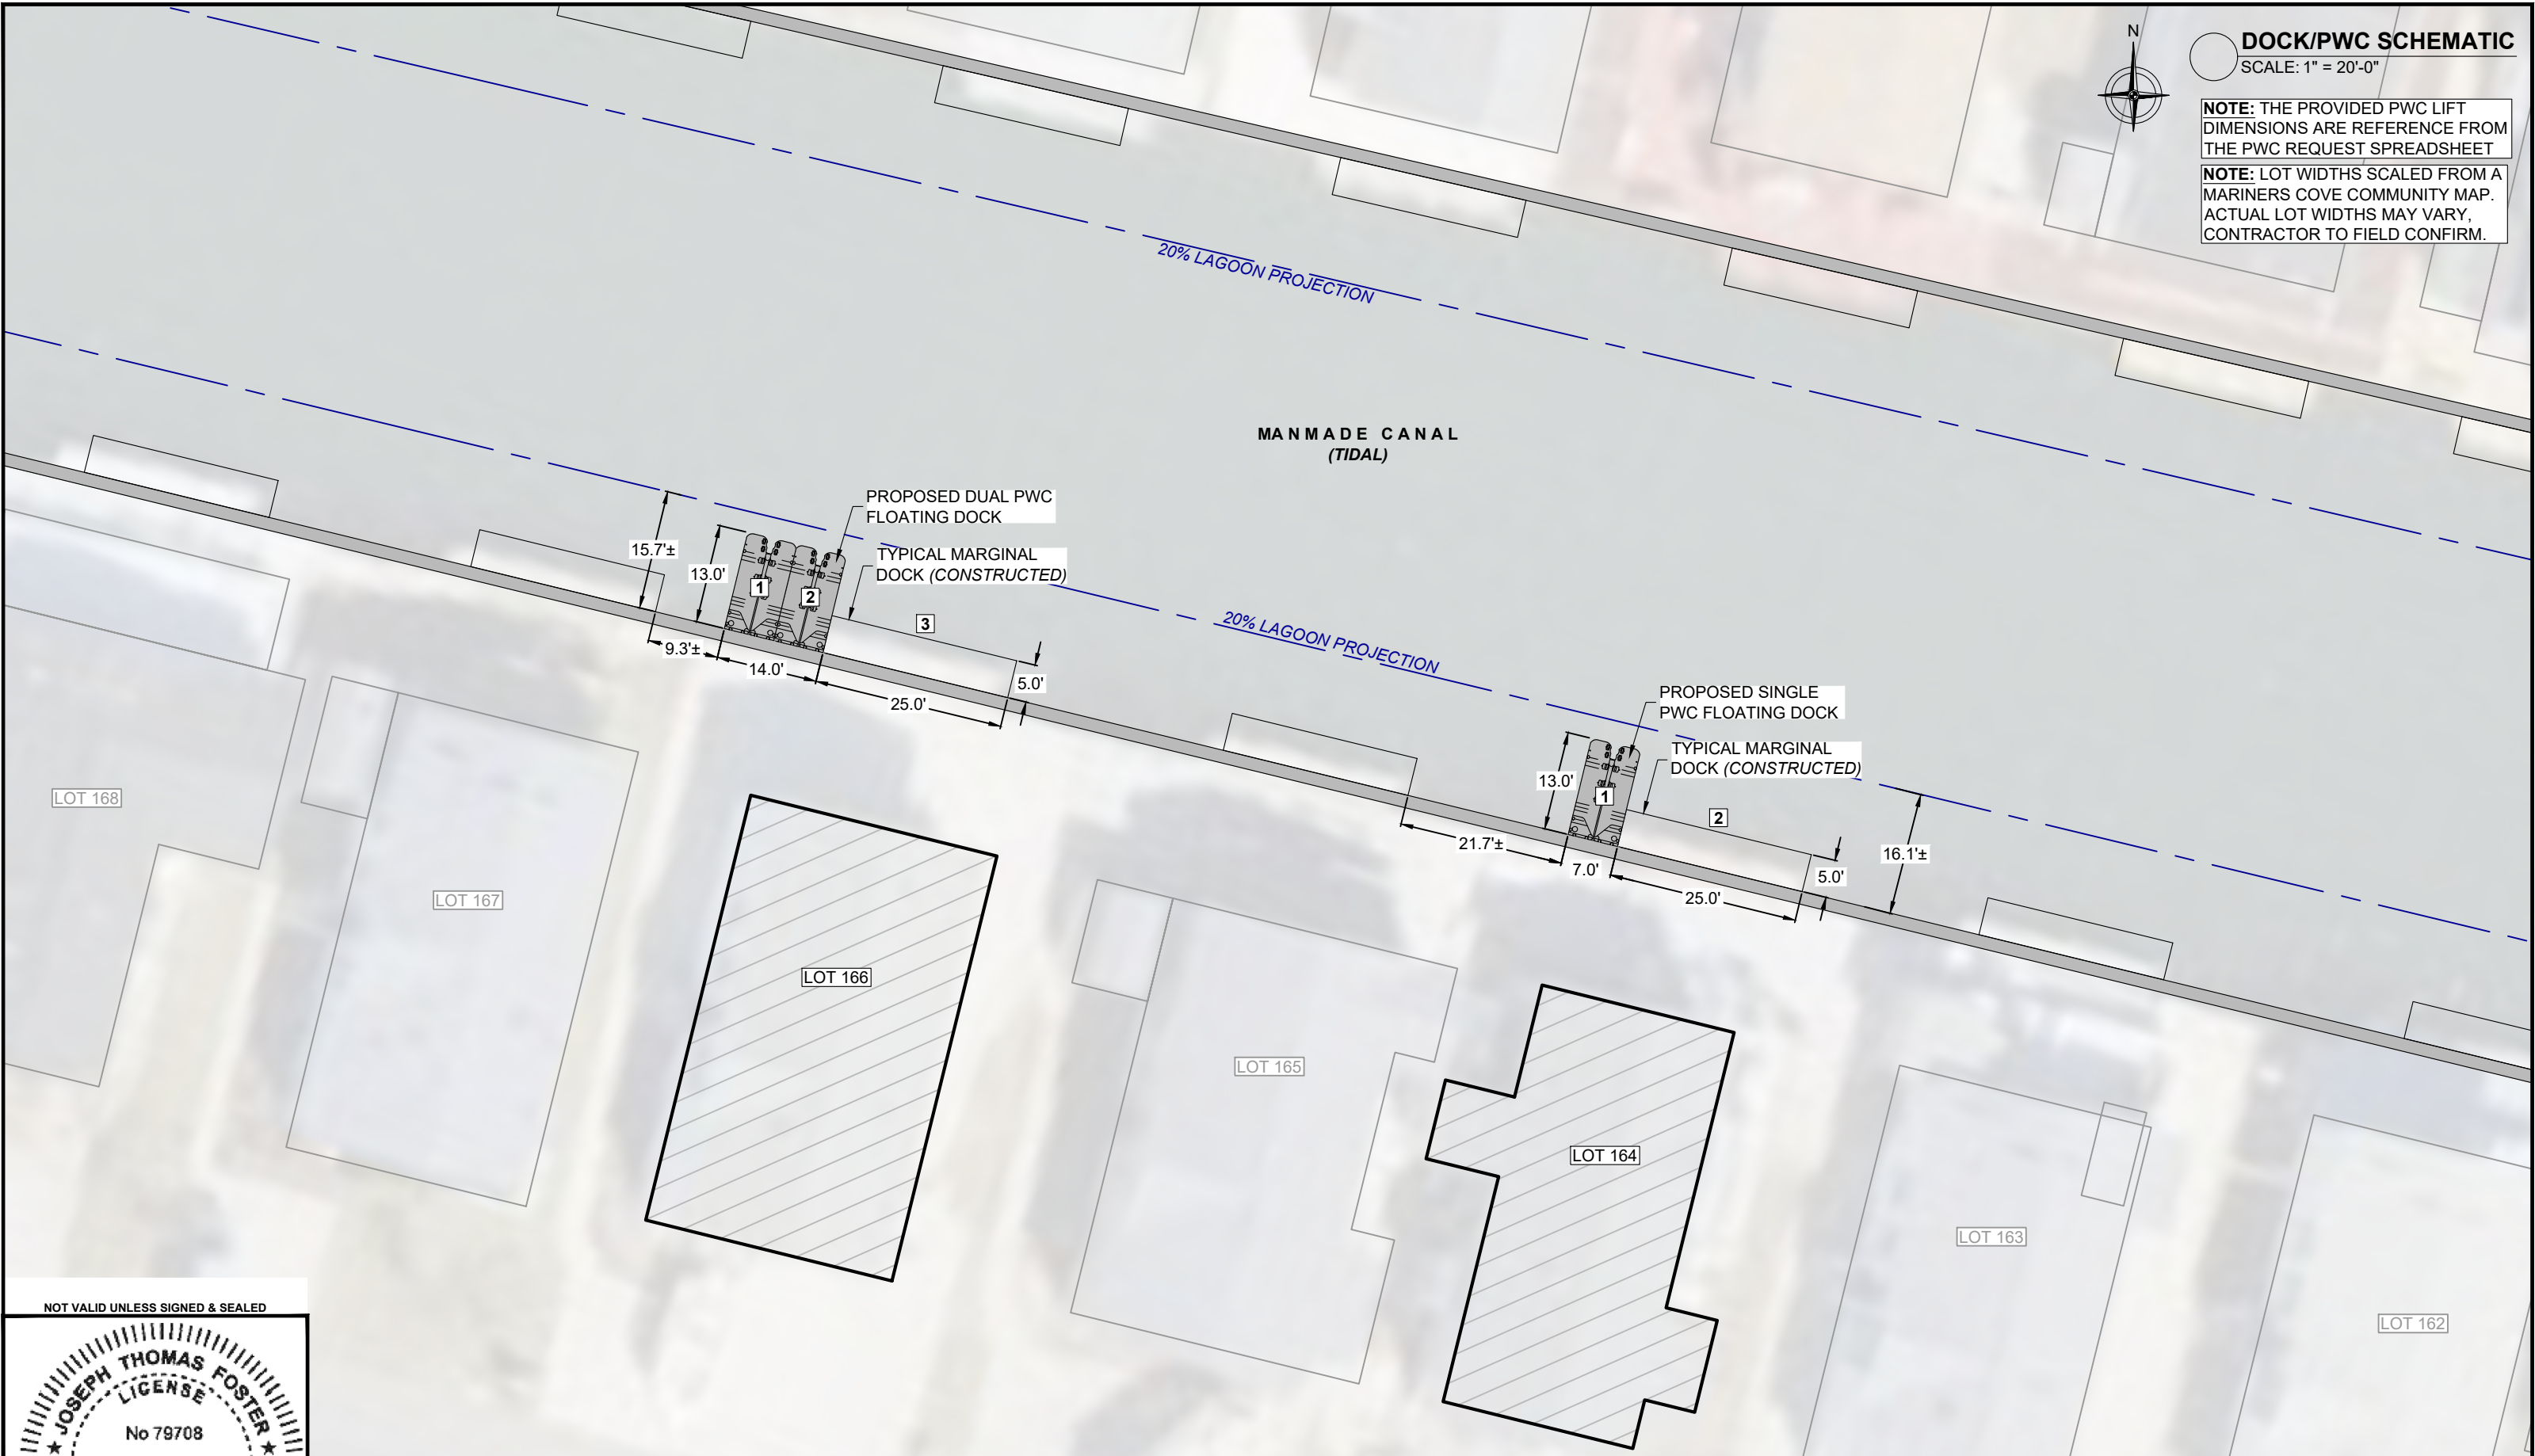 N
DOCK/PWC SCHEMATIC
SCALE: 1" = 20'-0"
NOTE: THE PROVIDED PWC LIFT
DIMENSIONS ARE REFERENCE FROM
THE PWC REQUEST SPREADSHEET
NOTE: LOT WIDTHS SCALED FROM A
MARINERS COVE COMMUNITY MAP.
ACTUAL LOT WIDTHS MAY VARY,
CONTRACTOR TO FIELD CONFIRM.
20% LAGOON PROJECTION
MANMADE CANAL
(TIDAL)
PROPOSED DUAL PWC
FLOATING DOCK
TYPICAL MARGINAL
DOCK (CONSTRUCTED)
15.7'±
13.0'
1
2
3
9.3'±
14.0'
25.0'
5.0'
20% LAGOON PROJECTION
PROPOSED SINGLE
PWC FLOATING DOCK
TYPICAL MARGINAL
DOCK (CONSTRUCTED)
13.0'
1
2
21.7'±
7.0'
25.0'
5.0'
16.1'±
LOT 168
LOT 167
LOT 166
LOT 165
LOT 164
LOT 163
LOT 162
NOT VALID UNLESS SIGNED & SEALED
JOSEPH THOMAS FOSTER
LICENSE
No 79708